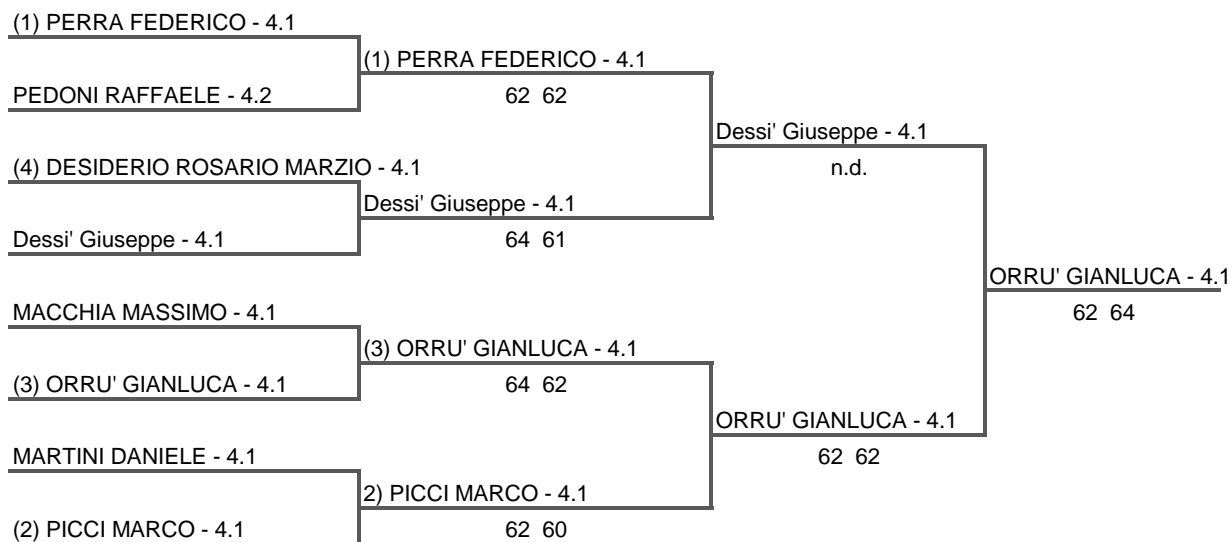 (1) PERRA FEDERICO - 4.1
(1) PERRA FEDERICO - 4.1
PEDONI RAFFAELE - 4.2
62 62
Dessi' Giuseppe - 4.1
(4) DESIDERIO ROSARIO MARZIO - 4.1
n.d.
Dessi' Giuseppe - 4.1
Dessi' Giuseppe - 4.1
64 61
ORRU' GIANLUCA - 4.1
MACCHIA MASSIMO - 4.1
62 64
(3) ORRU' GIANLUCA - 4.1
(3) ORRU' GIANLUCA - 4.1
64 62
ORRU' GIANLUCA - 4.1
MARTINI DANIELE - 4.1
62 62
2) PICCI MARCO - 4.1
(2) PICCI MARCO - 4.1
62 60